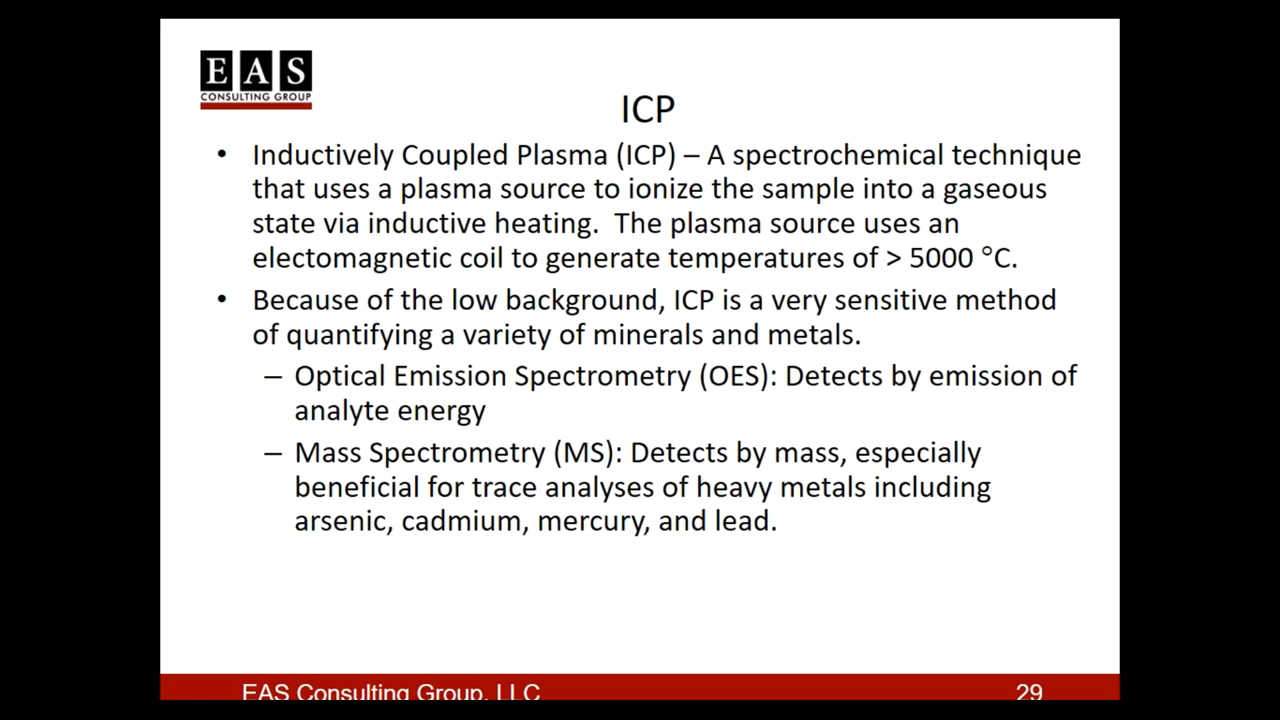 EAS
CONSULTING GROUP
ICP
• Inductively Coupled Plasma (ICP) – A spectrochemical technique
that uses a plasma source to ionize the sample into a gaseous
state via inductive heating.  The plasma source uses an
electomagnetic coil to generate temperatures of > 5000 °C.
• Because of the low background, ICP is a very sensitive method
of quantifying a variety of minerals and metals.
– Optical Emission Spectrometry (OES): Detects by emission of
analyte energy
– Mass Spectrometry (MS): Detects by mass, especially
beneficial for trace analyses of heavy metals including
arsenic, cadmium, mercury, and lead.
EAS Consulting Group, LLC
29